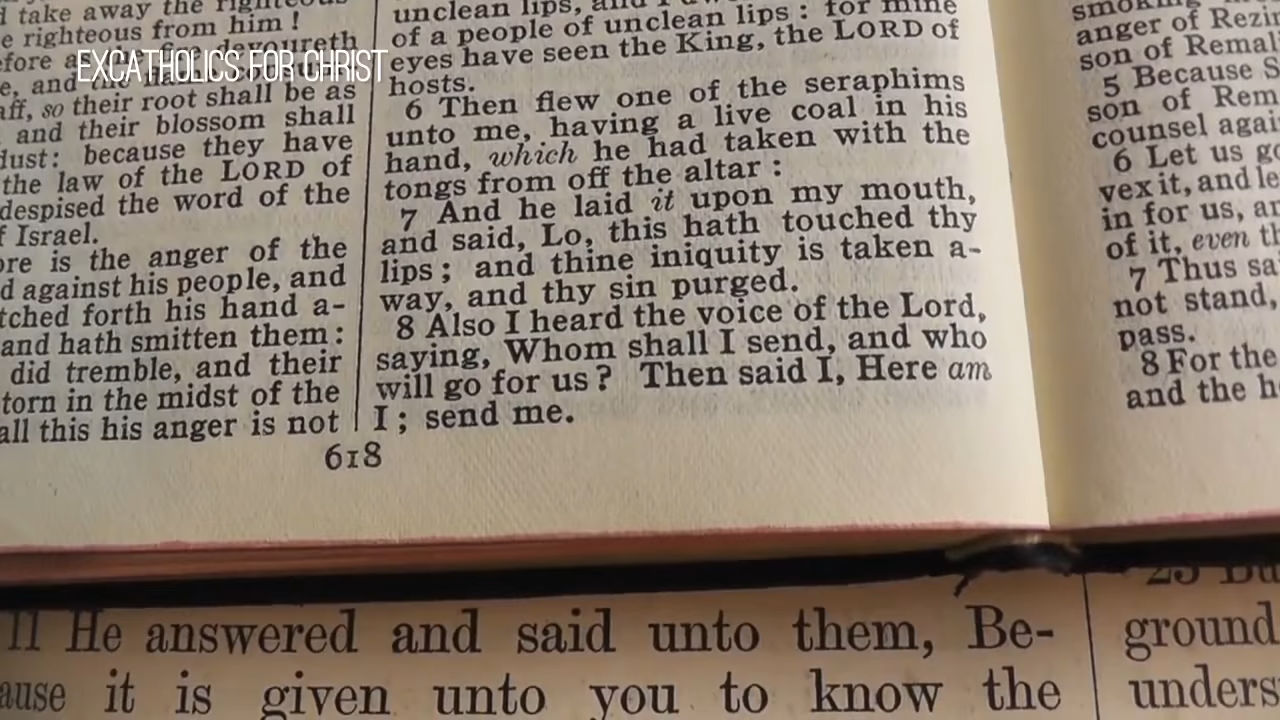 EXCATHOLICS FOR CHRIST
take away the righteous
righteous from him!
devoureth
and
so their root shall be as
and their blossom shall
dust: because they have
the law of the LORD of
despised the word of the
Israel.
is the anger of the
against his people, and
forth his hand a-
and hath smitten them:
did tremble, and their
torn in the midst of the
all this his anger is not
618
unclean lips, and I
of a people of unclean lips: for mine
eyes have seen the King, the LORD of
hosts.
6 Then flew one of the seraphims
unto me, having a live coal in his
hand, which he had taken with the
tongs from off the altar:
7 And he laid it upon my mouth,
and said, Lo, this hath touched thy
lips; and thine iniquity is taken a-
way, and thy sin purged.
8 Also I heard the voice of the Lord,
saying, Whom shall I send, and who
will go for us? Then said I, Here am
I; send me.
smoking
anger of Rezin
son of Remal
5 Because S
son of Rem
counsel agai
6 Let us go
vex it, and le
in for us, an
of it, even th
7 Thus sa
not stand,
pass.
8 For the
and the h
11 He answered and said unto them, Be-
ause it is given unto you to know the
ground
unders